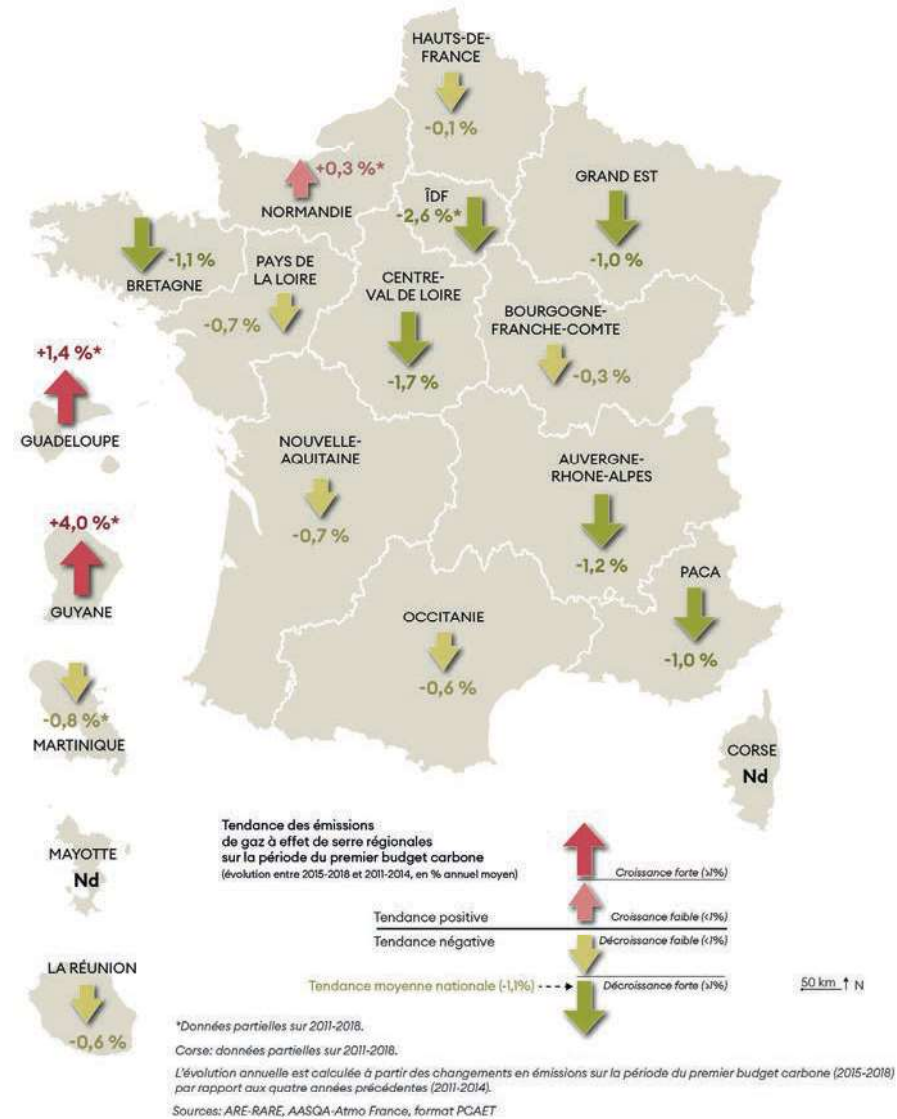 HAUTS-DE-
FRANCE
-0,1 %
+0,3 %*
NORMANDIE
ÎDF
-2,6 %*
GRAND EST
-1,0 %
-1,1 %
BRETAGNE
PAYS DE
LA LOIRE
-0,7 %
CENTRE-
VAL DE LOIRE
-1,7 %
BOURGOGNE-
FRANCHE-COMTE
-0,3 %
+1,4 %*
GUADELOUPE
NOUVELLE-
AQUITAINE
-0,7 %
AUVERGNE-
RHONE-ALPES
-1,2 %
+4,0 %*
GUYANE
PACA
-1,0 %
OCCITANIE
-0,6 %
-0,8 %*
MARTINIQUE
CORSE
Nd
MAYOTTE
Nd
LA RÉUNION
-0,6 %
Tendance des émissions
de gaz à effet de serre régionales
sur la période du premier budget carbone
(évolution entre 2015-2018 et 2011-2014, en % annuel moyen)
Croissance forte (>1%)
Tendance positive
Croissance faible (<1%)
Tendance négative
Décroissance faible (<1%)
Tendance moyenne nationale (-1,1%)
Décroissance forte (>1%)
50 km N
*Données partielles sur 2011-2018.
Corse: données partielles sur 2011-2018.
L'évolution annuelle est calculée à partir des changements en émissions sur la période du premier budget carbone (2015-2018)
par rapport aux quatre années précédentes (2011-2014).
Sources: ARE-RARE, AASQA-Atmo France, format PCAET